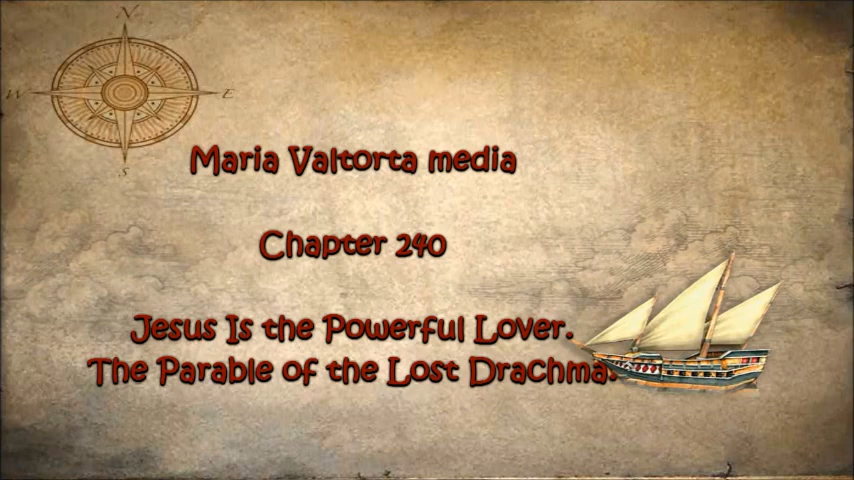 N
W E
S
Maria Valtorta media
Chapter 240
Jesus Is the Powerful Lover.
The Parable of the Lost Drachma.